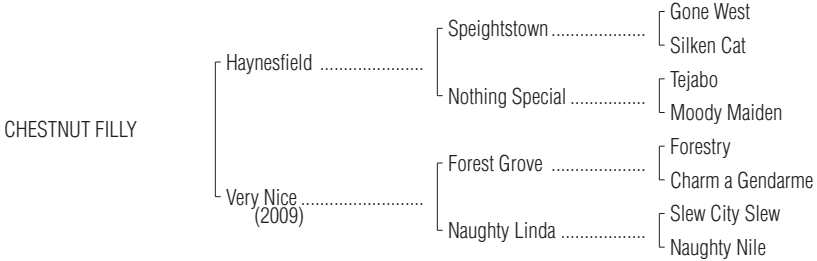 Gone West
Speightstown ....................
Silken Cat
Haynesfield ......................
Tejabo
Nothing Special ................
Moody Maiden
CHESTNUT FILLY
Forestry
Forest Grove ....................
Charm a Gendarme
Very Nice ..........................
(2009)
Slew City Slew
Naughty Linda ..................
Naughty Nile